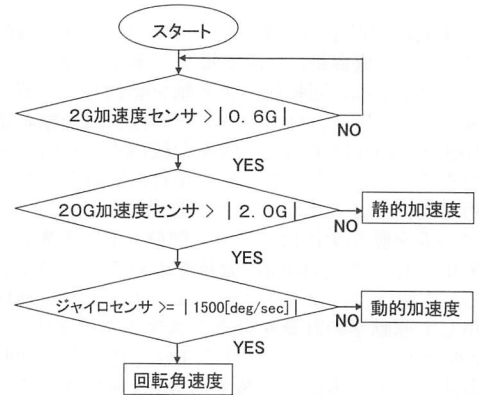 スタート
2G加速度センサ >|0. 6G|
NO
YES
20G加速度センサ> |2. 0G|
静的加速度
NO
YES
ジャイロセンサ >= |1500[deg/sec]|
動的加速度
NO
YES
回転角速度